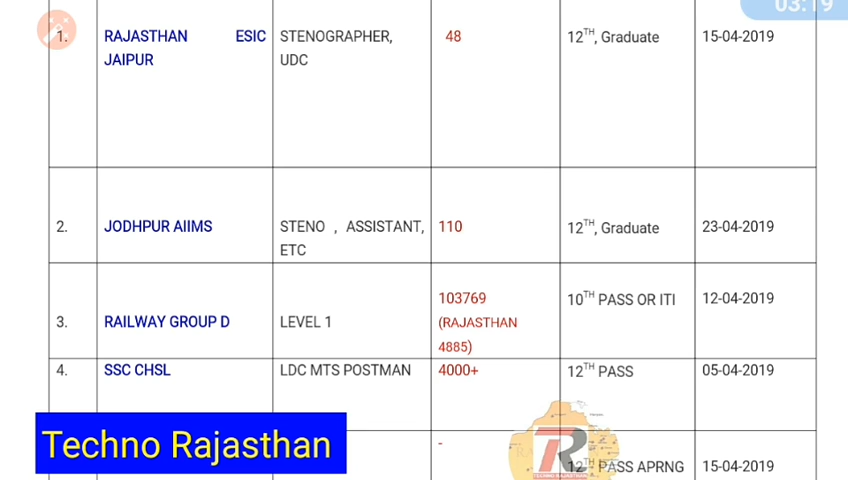 03:19
1. RAJASTHAN ESIC STENOGRAPHER, 48 12TH, Graduate 15-04-2019
JAIPUR UDC
2. JODHPUR AIIMS STENO , ASSISTANT, 110 12TH, Graduate 23-04-2019
ETC
103769 10TH PASS OR ITI 12-04-2019
3. RAILWAY GROUP D LEVEL 1 (RAJASTHAN
4885)
4. SSC CHSL LDC MTS POSTMAN 4000+ 12TH PASS 05-04-2019
Techno Rajasthan
-
TR
12TH PASS APRNG 15-04-2019